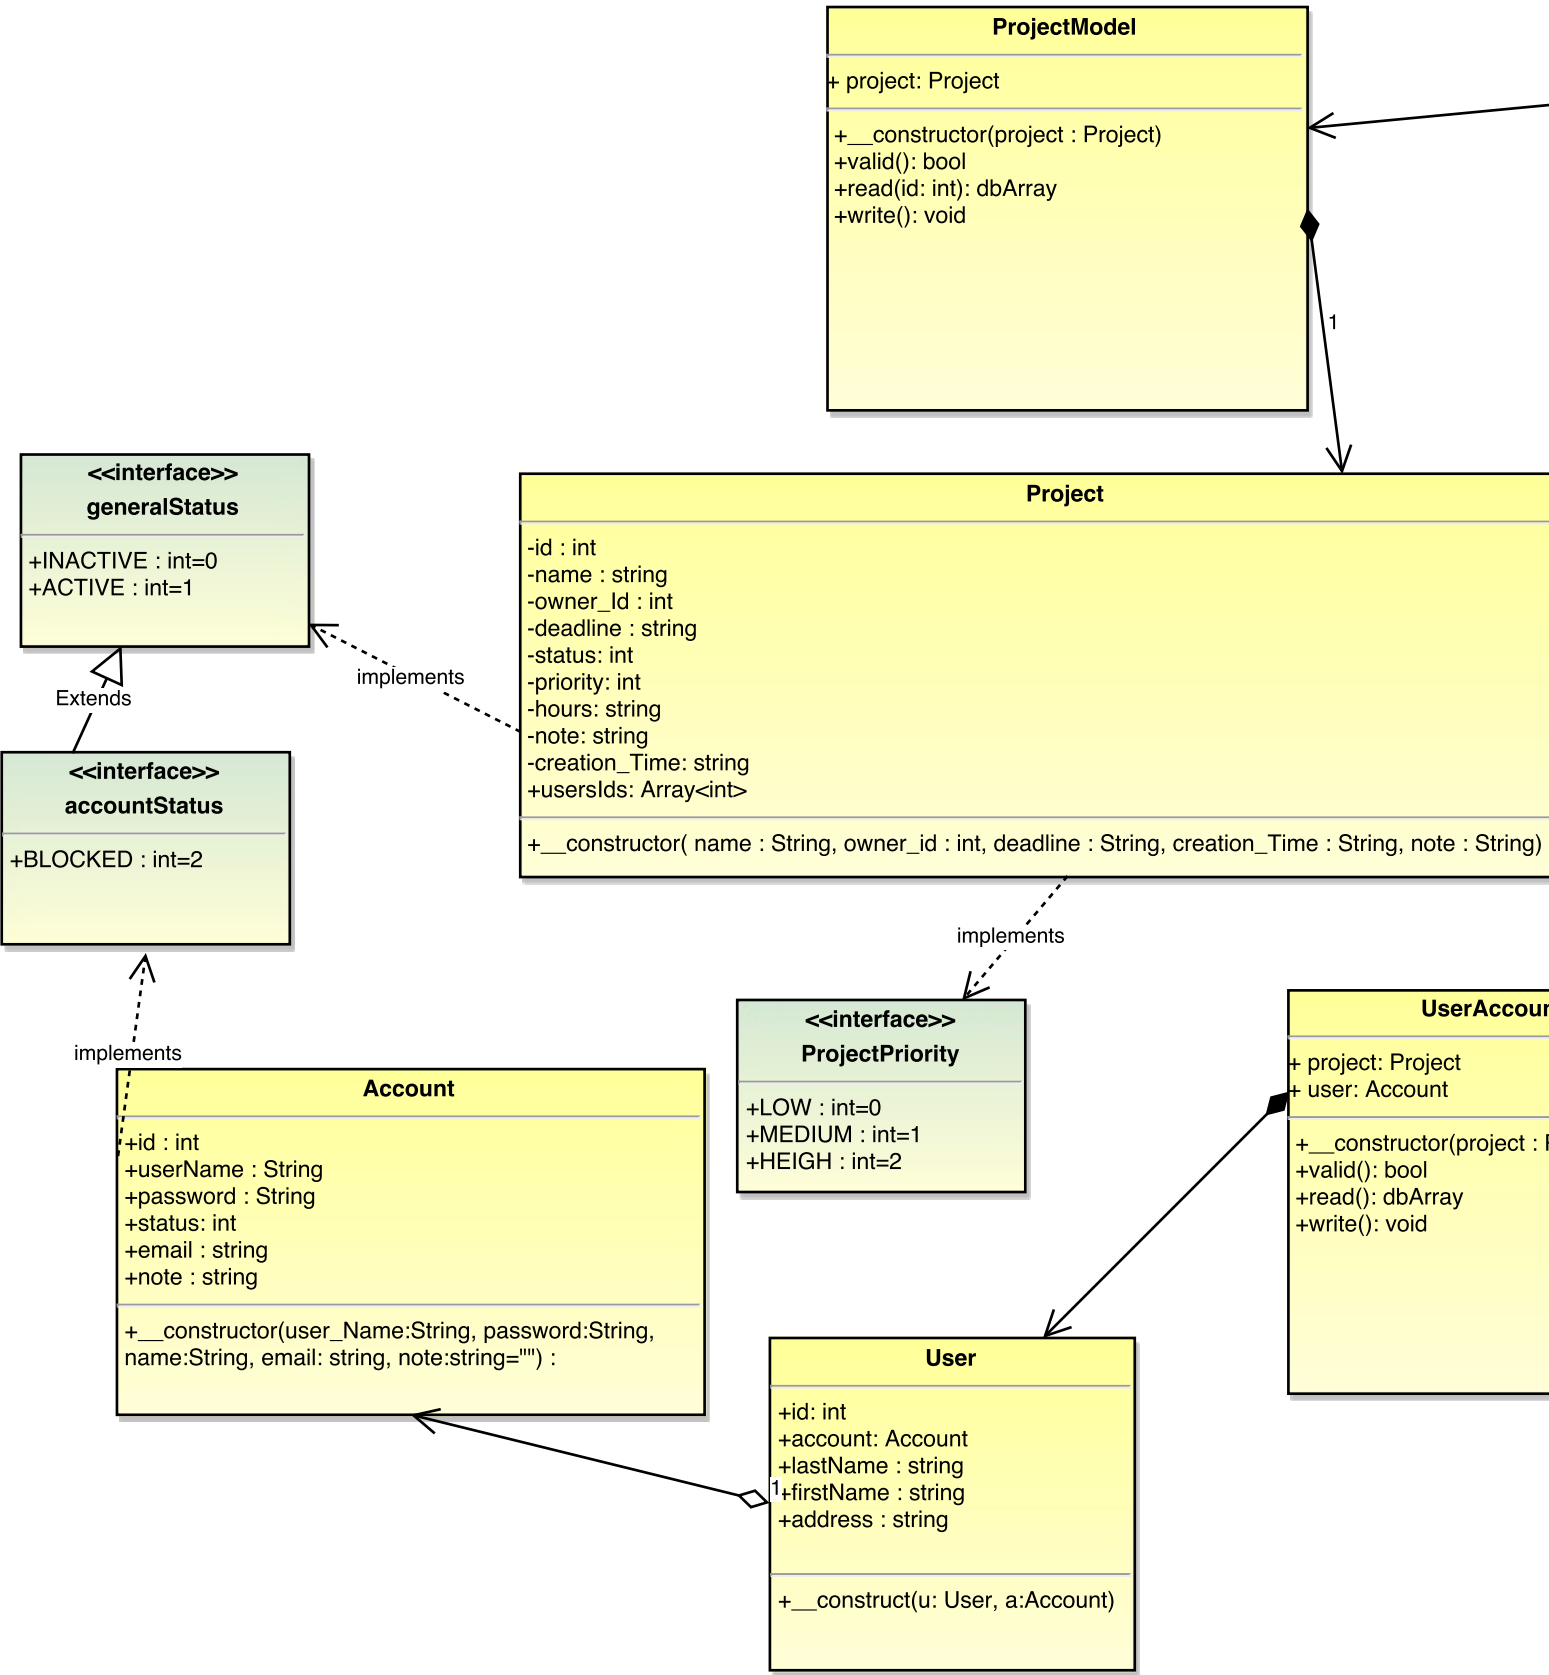 ProjectModel
+ project: Project
+__constructor(project : Project)
+valid(): bool
+read(id: int): dbArray
+write(): void
1
<<interface>>
generalStatus
+INACTIVE : int=0
+ACTIVE : int=1
implements
Extends
<<interface>>
accountStatus
+BLOCKED : int=2
Project
-id : int
-name : string
-owner_Id : int
-deadline : string
-status: int
-priority: int
-hours: string
-note: string
-creation_Time: string
+usersIds: Array<int>
+__constructor( name : String, owner_id : int, deadline : String, creation_Time : String, note : String)
implements
<<interface>>
ProjectPriority
+LOW : int=0
+MEDIUM : int=1
+HEIGH : int=2
implements
Account
+id : int
+userName : String
+password : String
+status: int
+email : string
+note : string
+__constructor(user_Name:String, password:String,
name:String, email: string, note:string="") :
+ project: Project
+ user: Account
+__constructor(project :
+valid(): bool
+read(): dbArray
+write(): void
User
+id: int
+account: Account
+lastName : string
1
+firstName : string
+address : string
+__construct(u: User, a:Account)